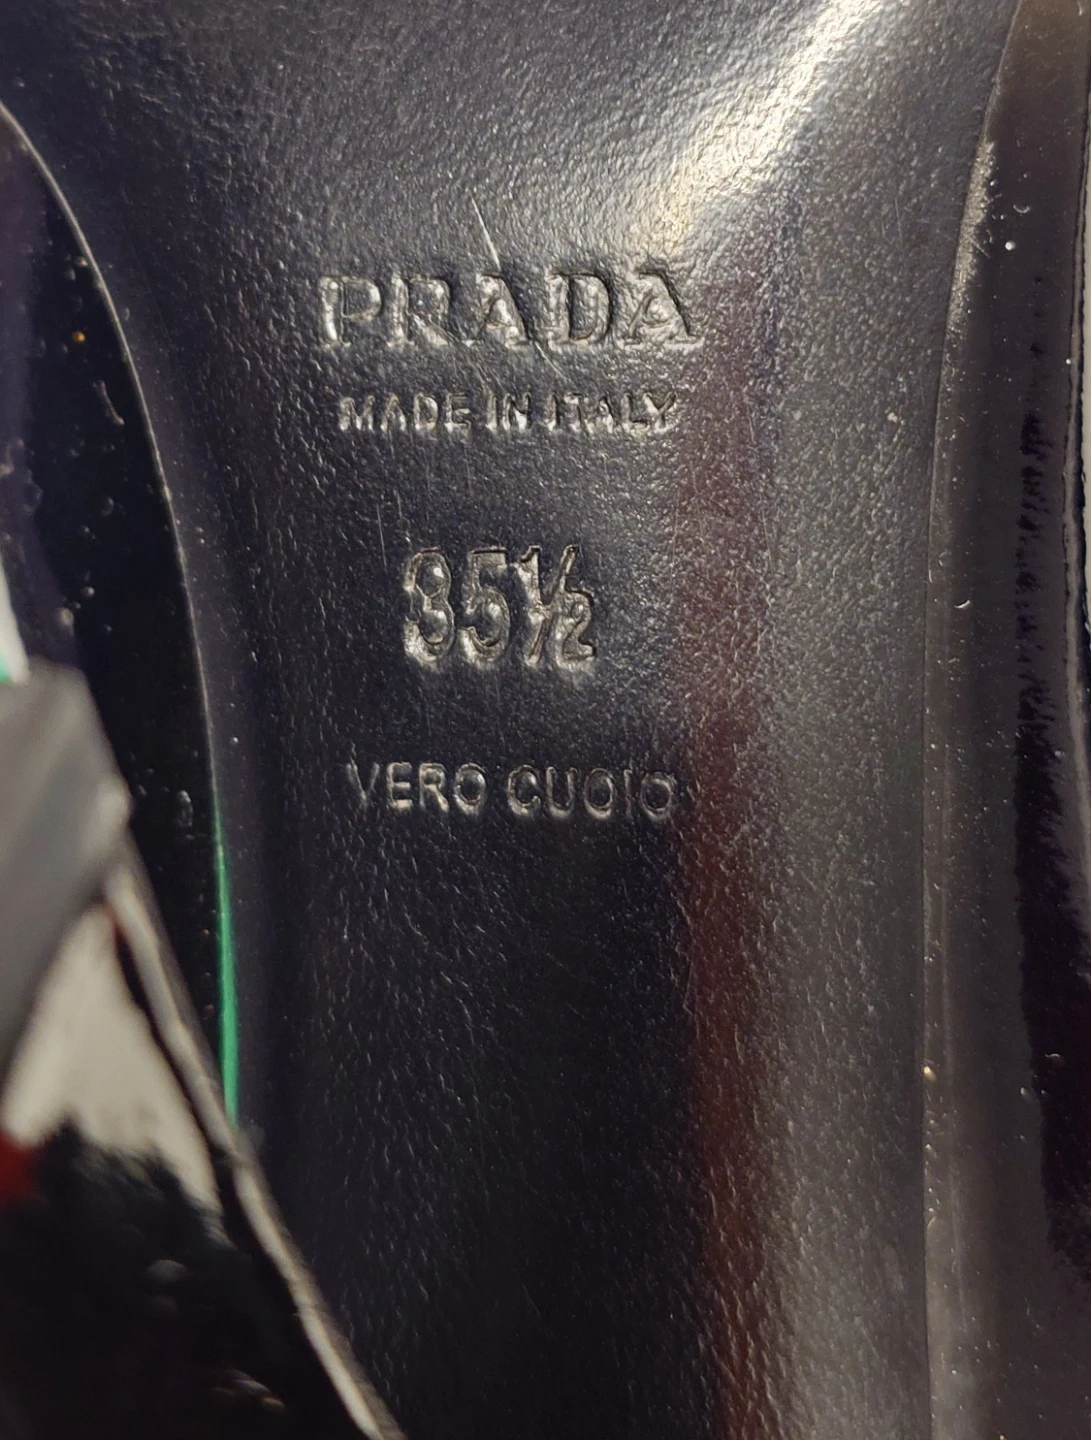 PRADA
MADE IN ITALY
35½
VERO CUOIO